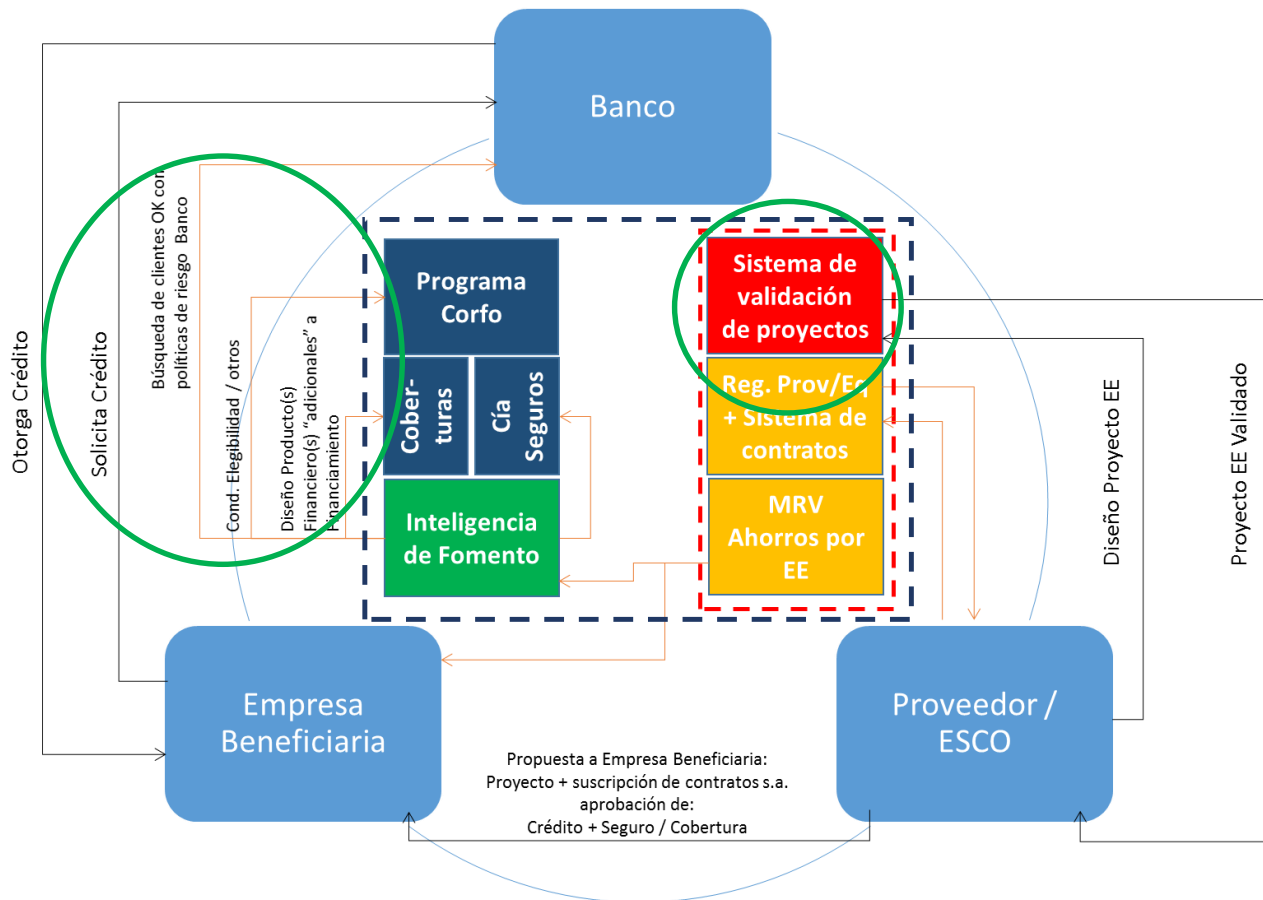 Banco
Otorga Crédito
Solicita Crédito
Búsqueda de clientes OK con
políticas de riesgo  Banco
Cond. Elegibilidad / otros
Diseño Producto(s)
Financiero(s) “adicionales” a
Financiamiento
Programa
Corfo
Cober-
turas
Cía
Seguros
Inteligencia
de Fomento
Sistema de
validación
de proyectos
Reg. Prov/Eq
+ Sistema de
contratos
MRV
Ahorros por
EE
Diseño Proyecto EE
Proyecto EE Validado
Empresa
Beneficiaria
Proveedor /
ESCO
Propuesta a Empresa Beneficiaria:
Proyecto + suscripción de contratos s.a.
aprobación de:
Crédito + Seguro / Cobertura